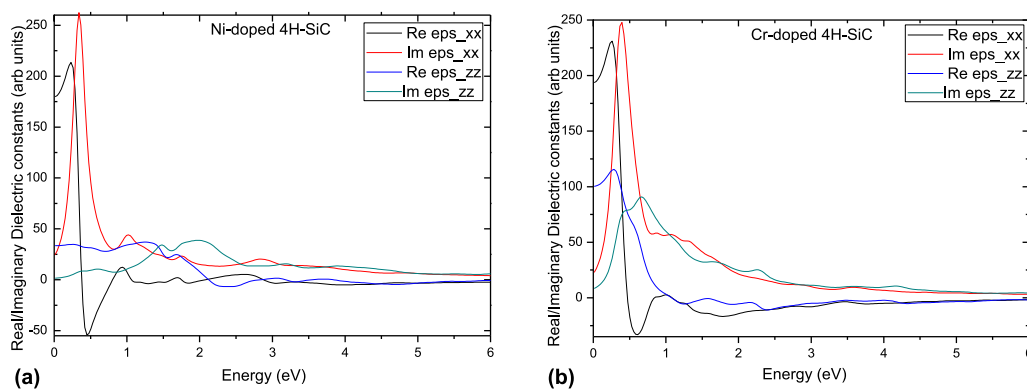 Ni-doped 4H-SiC
Re eps_xx
Im eps_xx
Re eps_zz
Im eps_zz
Real/Imaginary Dielectric constants (arb units)
250
200
150
100
50
0
-50
0 1 2 3 4 5 6
Energy (eV)
(a)
Cr-doped 4H-SiC
Re eps_xx
Im eps_xx
Re eps_zz
Im eps_zz
Real/Imaginary Dielectric constants (arb units)
250
200
150
100
50
0
0 1 2 3 4 5 6
Energy (eV)
(b)